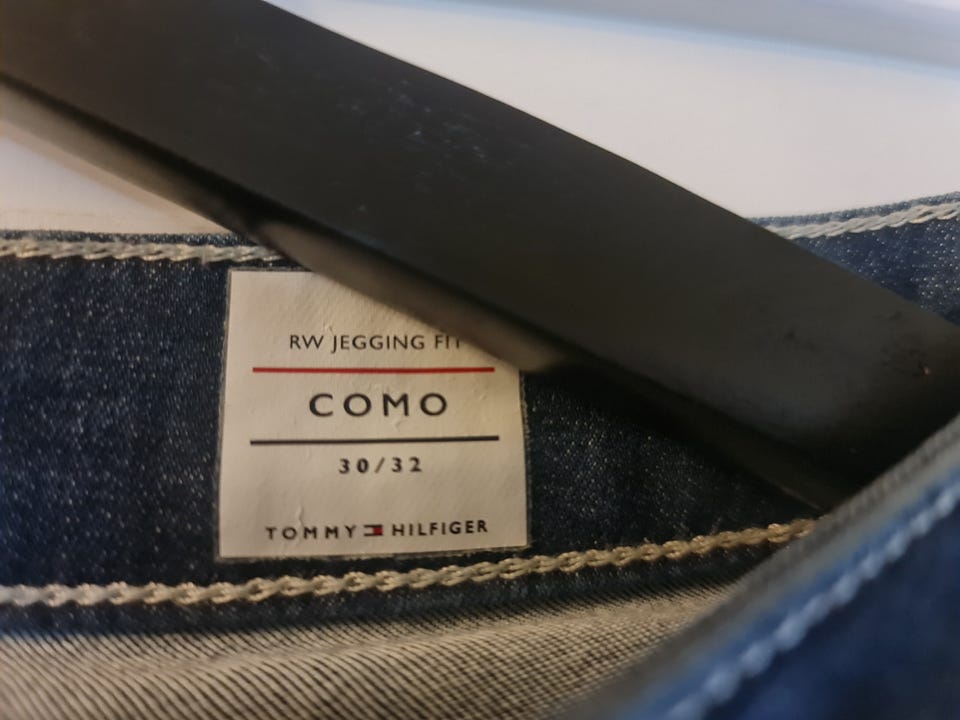 RW JEGGING FIT
COMO
30/32
TOMMY HILFIGER